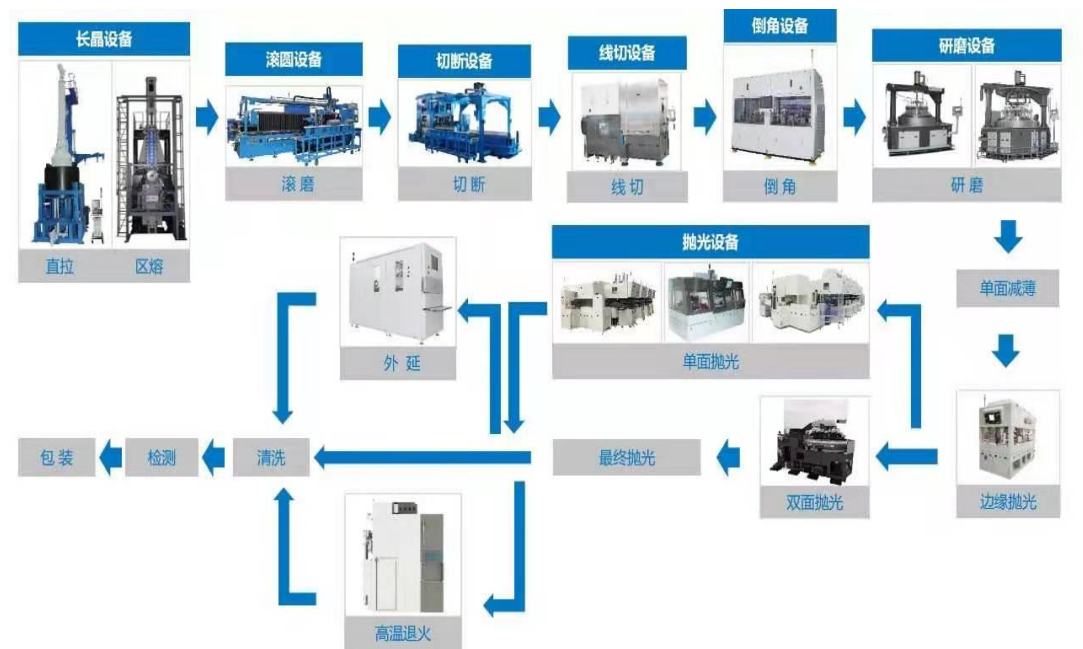 长晶设备
滚圆设备
切断设备
线切设备
倒角设备
研磨设备
滚 磨
切 断
线 切
倒 角
研 磨
直拉
区熔
抛光设备
单面减薄
外 延
单面抛光
包 装
检测
清洗
最终抛光
双面抛光
边缘抛光
高温退火